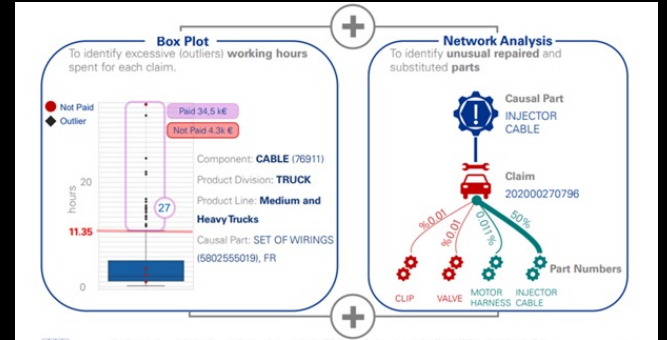 Box Plot
To identify excessive (outliers) working hours
spent for each claim.
Not Paid
Outlier
Paid 34,5 k€
Not Paid 4.3k €
Component: CABLE (76911)
Product Division: TRUCK
Product Line: Medium and
Heavy Trucks
Causal Part: SET OF WIRINGS
(5802555019), FR
hours
20
27
11.35
0
Network Analysis
To identify unusual repaired and
substituted parts
Causal Part
INJECTOR
CABLE
Claim
202000270796
%0.01
%0.01
0.011%
50%
Part Numbers
CLIP
VALVE
MOTOR
HARNESS
INJECTOR
CABLE